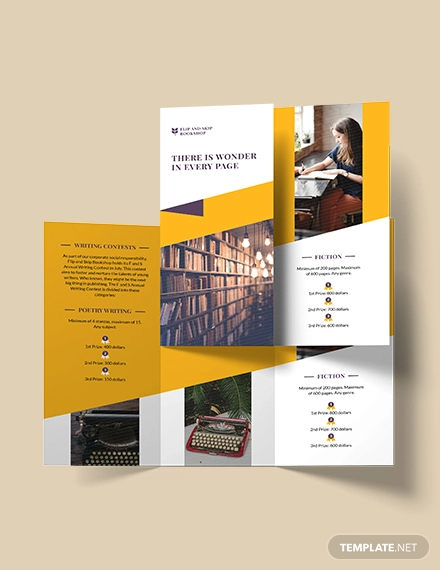 FLIP AND SKIP
BOOKSHOP
THERE IS WONDER
IN EVERY PAGE
WRITING CONTESTS
As part of our corporate social responsibility,
Flip and Skip Bookshop holds its F and S
Annual Writing Contest in July. This contest
aims to foster and nurture the talents of young
writers. Who knows, they might be the next
big thing in publishing. The F and S Annual
Writing Contest is divided into these
categories:
POETRY WRITING
Minimum of 4 stanzas, maximum of 15.
Any subject.
1st Prize: 400 dollars
2nd Prize: 300 dollars
3rd Prize: 150 dollars
FICTION
Minimum of 200 pages. Maximum
of 600 pages. Any genre.
1st Prize: 800 dollars
2nd Prize: 700 dollars
3rd Prize: 600 dollars
FICTION
Minimum of 200 pages. Maximum
of 600 pages. Any genre.
1st Prize: 800 dollars
2nd Prize: 700 dollars
3rd Prize: 600 dollars
TEMPLATE.NET